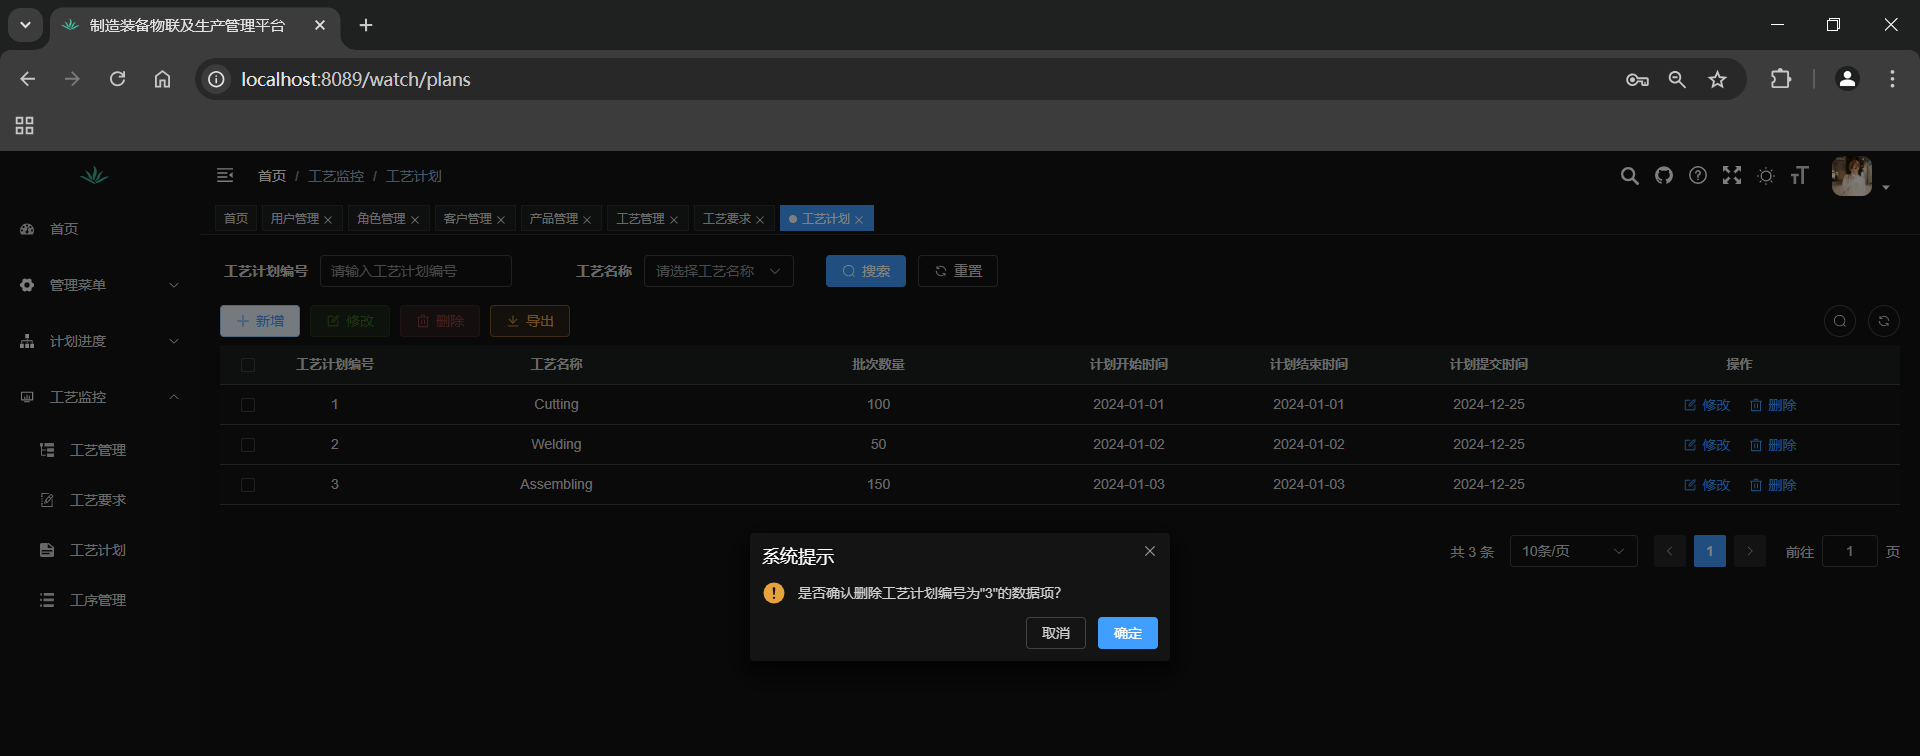 制造装备物联及生产管理平台
localhost:8089/watch/plans
首页 / 工艺监控 / 工艺计划
首页 用户管理 角色管理 客户管理 产品管理 工艺管理 工艺要求 工艺计划
首页
管理菜单
计划进度
工艺监控
工艺管理
工艺要求
工艺计划
工序管理
工艺计划编号 请输入工艺计划编号 工艺名称 请选择工艺名称 搜索 重置
新增 修改 删除 导出
工艺计划编号 工艺名称 批次数量 计划开始时间 计划结束时间 计划提交时间 操作
1 Cutting 100 2024-01-01 2024-01-01 2024-12-25 修改 删除
2 Welding 50 2024-01-02 2024-01-02 2024-12-25 修改 删除
3 Assembling 150 2024-01-03 2024-01-03 2024-12-25 修改 删除
共 3 条 10条/页 1 前往 1 页
系统提示
是否确认删除工艺计划编号为"3"的数据项?
取消 确定